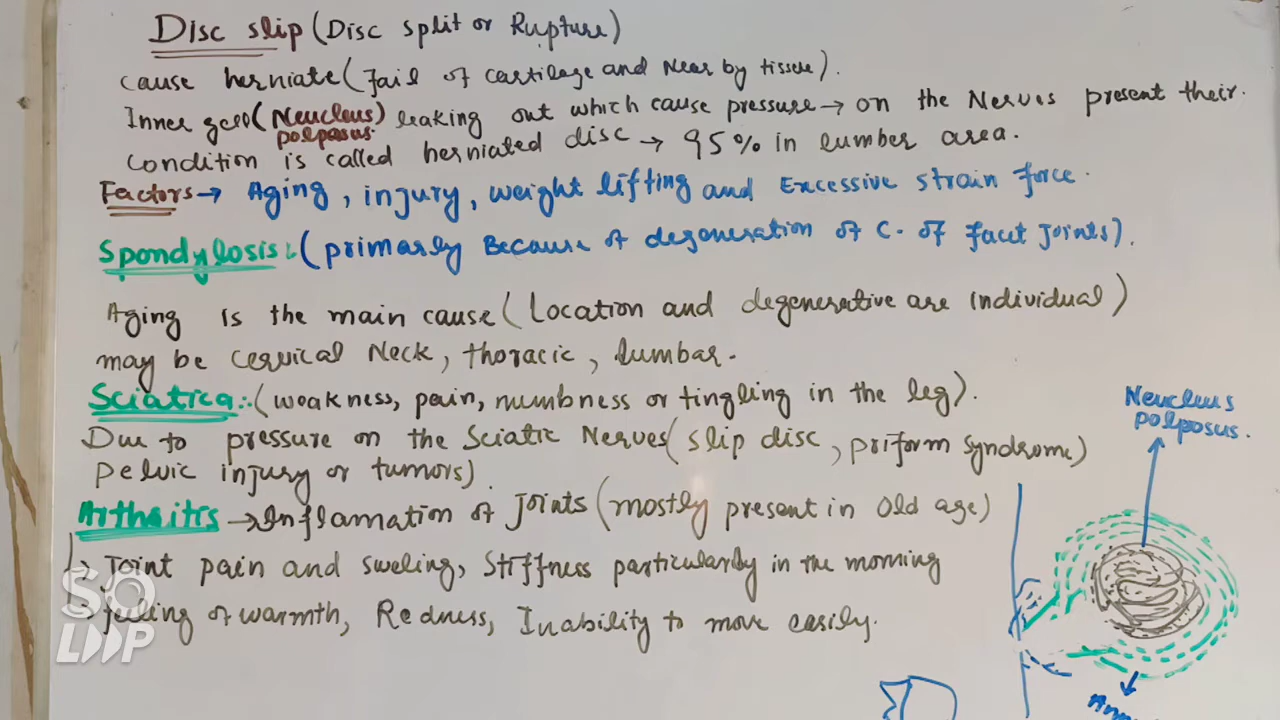 Disc slip (Disc split or Rupture)
cause herniate (fail of cartilage and Near by tissue).
Inner gell (Neucleus polposus) leaking out which cause pressure → on the Nerves present their.
Condition is called herniated disc → 95% in lumber area.
Factors → Aging, injury, weight lifting and Excessive strain force.
Spondylosis: (primarly Because of degeneration of C. of facet joints).
Aging is the main cause (Location and degenerative are individual)
may be Cervical Neck, thoracic, lumbar.
Sciatica: (weakness, pain, numbness or tingling in the leg).
Due to pressure on the Sciatic Nerves (slip disc, priform syndrome)
pelvic injury or tumors).
Arthritis → Inflamation of joints (mostly present in old age)
→ Joint pain and sweling, Stiffness particularly in the morning
→ feeling of warmth, Redness, Inability to move easily.
Neucleus
polposus.
SO
LOOP